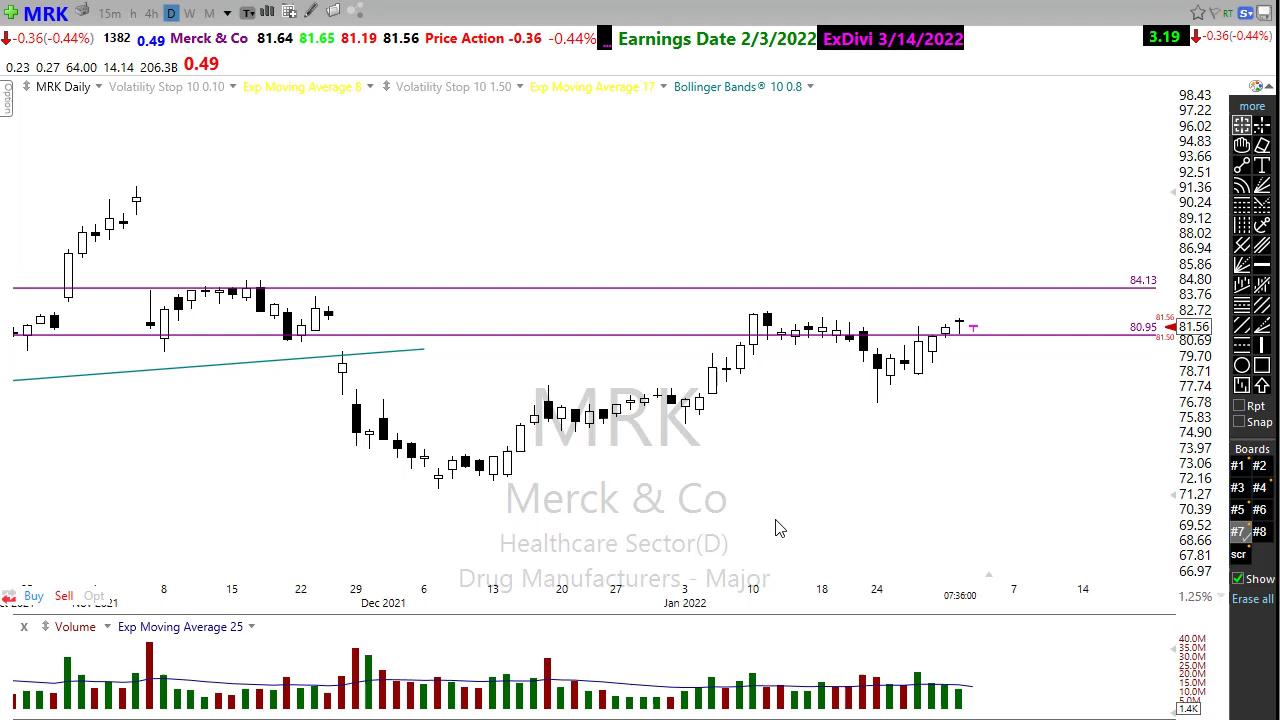 MRK 15m h 4h D W M T RT S
-0.36(-0.44%) 1382 0.49 Merck & Co 81.64 81.65 81.19 81.56 Price Action -0.36 -0.44% ... Earnings Date 2/3/2022 ExDivi 3/14/2022 3.19 -0.36(-0.44%)
0.23 0.27 64.00 14.14 206.3B 0.49
Option MRK Daily Volatility Stop 10 0.10 Exp Moving Average 8 Volatility Stop 10 1.50 Exp Moving Average 17 Bollinger Bands® 10 0.8
98.43
97.22
96.02
94.83
93.66
92.51
91.36
90.24
89.12
88.02
86.94
85.86
84.80
83.76
82.72
81.56
80.69
79.70
78.71
77.74
76.78
75.83
74.90
73.97
73.06
72.16
71.27
70.39
69.52
68.66
67.81
66.97
84.13
80.95
81.56
81.50
MRK
Merck & Co
Healthcare Sector(D)
Drug Manufacturers - Major
8 15 22 29 6 13 20 27 3 10 18 24 07:36:00 7 14
Nov 2021 Dec 2021 Jan 2022
Buy Sell Opt 1.25%
X Volume Exp Moving Average 25
40.0M
35.0M
30.0M
25.0M
20.0M
15.0M
10.0M
5.0M
1.4K
more
T
Rpt
Snap
Boards
#1 #2
#3 #4
#5 #6
#7 #8
scr
Show
Erase all